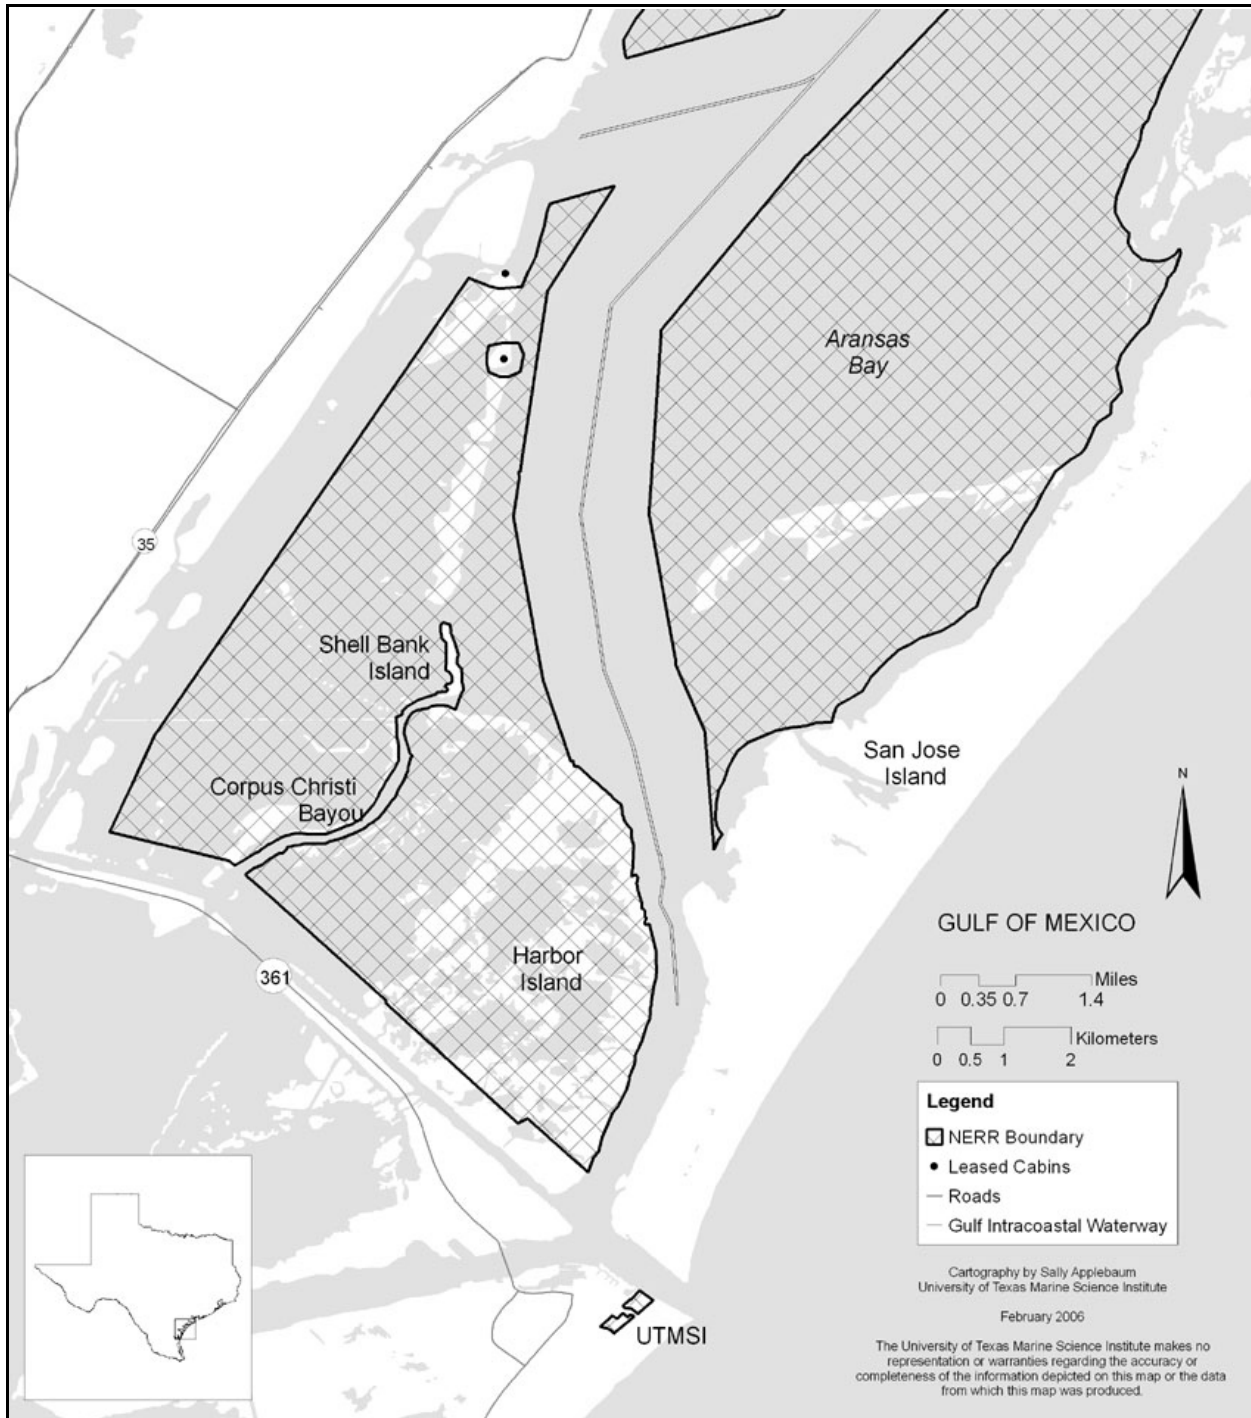 Aransas
Bay
35
Shell Bank
Island
San Jose
Island
Corpus Christi
Bayou
N
GULF OF MEXICO
Harbor
Island
361
Miles
0 0.35 0.7 1.4
Kilometers
0 0.5 1 2
Legend
NERR Boundary
Leased Cabins
Roads
Gulf Intracoastal Waterway
Cartography by Sally Applebaum
University of Texas Marine Science Institute
February 2006
UTMSI
The University of Texas Marine Science Institute makes no
representation or warranties regarding the accuracy or
completeness of the information depicted on this map or the data
from which this map was produced.